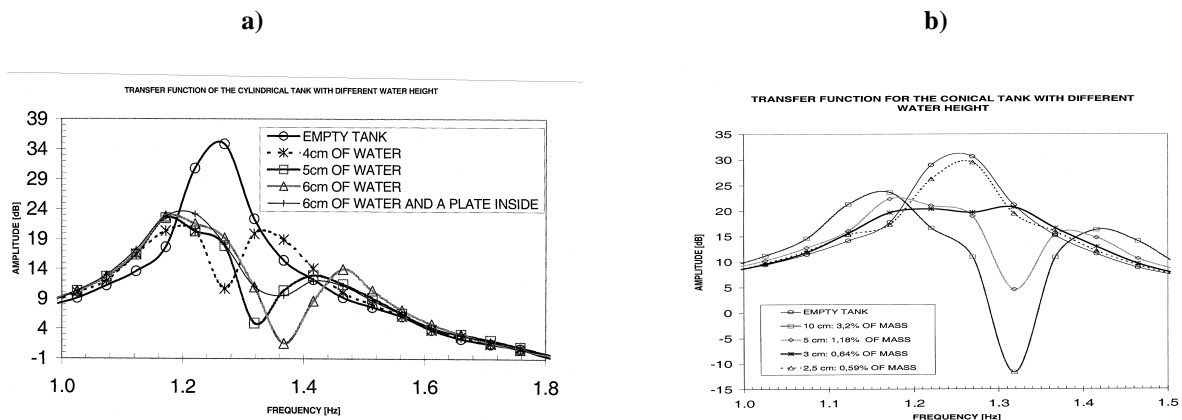 a)
b)
TRANSFER FUNCTION OF THE CYLINDRICAL TANK WITH DIFFERENT WATER HEIGHT
39
34
29
24
19
14
9
4
-1
AMPLITUDE [dB]
EMPTY TANK
4cm OF WATER
5cm OF WATER
6cm OF WATER
6cm OF WATER AND A PLATE INSIDE
1.0 1.2 1.4 1.6 1.8
FREQUENCY [Hz]
TRANSFER FUNCTION FOR THE CONICAL TANK WITH DIFFERENT
WATER HEIGHT
35
30
25
20
15
10
5
0
-5
-10
-15
AMPLITUDE [dB]
EMPTY TANK
10 cm: 3,2% OF MASS
5 cm: 1,18% OF MASS
3 cm: 0,64% OF MASS
2,5 cm: 0,59% OF MASS
1.0 1.1 1.2 1.3 1.4 1.5
FREQUENCY [Hz]